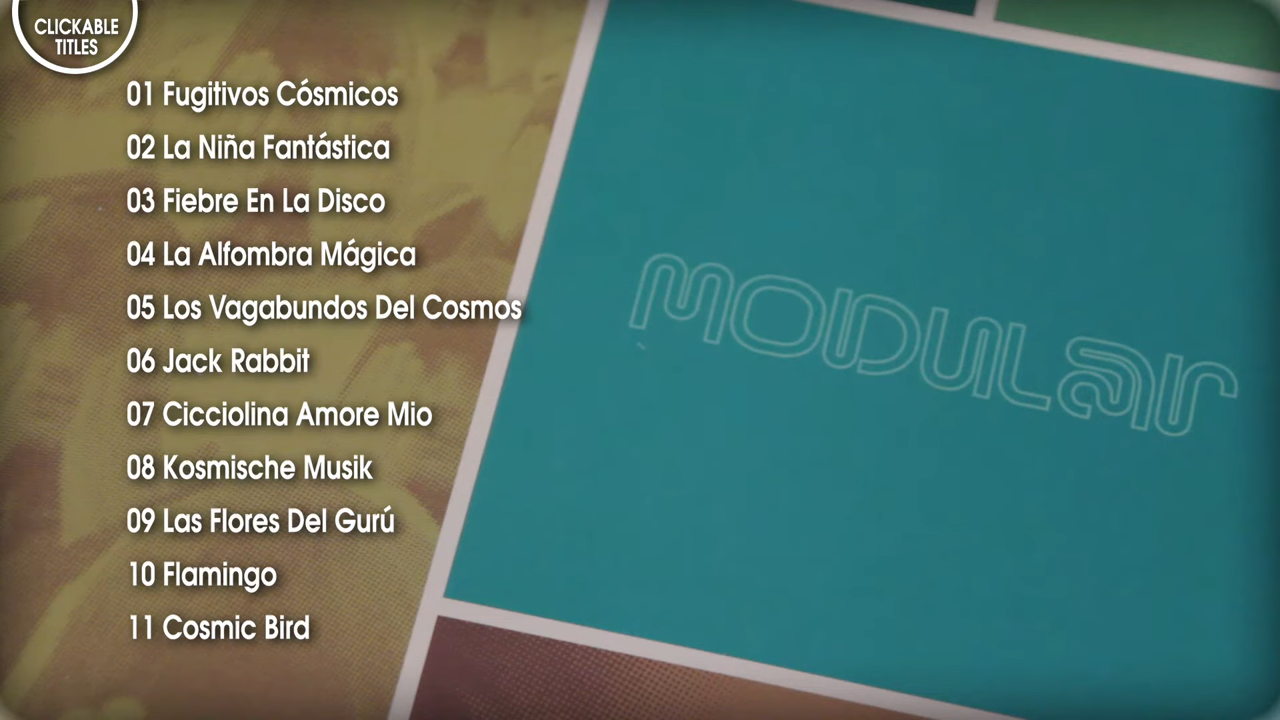 CLICKABLE
TITLES
01 Fugitivos Cósmicos
02 La Niña Fantástica
03 Fiebre En La Disco
04 La Alfombra Mágica
05 Los Vagabundos Del Cosmos
06 Jack Rabbit
07 Cicciolina Amore Mio
08 Kosmische Musik
09 Las Flores Del Gurú
10 Flamingo
11 Cosmic Bird
MODULar